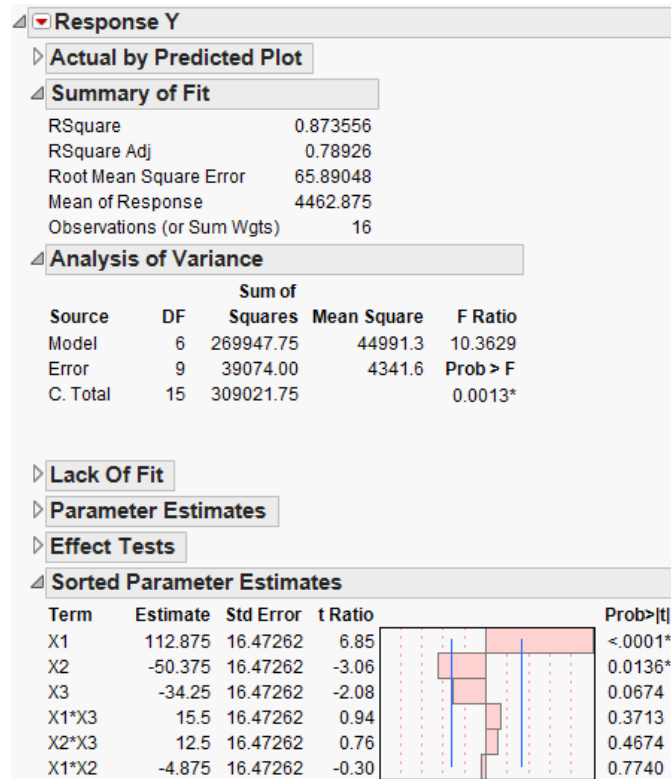 Response Y
Actual by Predicted Plot
Summary of Fit
RSquare 0.873556
RSquare Adj 0.78926
Root Mean Square Error 65.89048
Mean of Response 4462.875
Observations (or Sum Wgts) 16
Analysis of Variance
Sum of
Source DF Squares Mean Square F Ratio
Model 6 269947.75 44991.3 10.3629
Error 9 39074.00 4341.6 Prob > F
C. Total 15 309021.75 0.0013*
Lack Of Fit
Parameter Estimates
Effect Tests
Sorted Parameter Estimates
Term Estimate Std Error t Ratio Prob>|t|
X1 112.875 16.47262 6.85 <.0001*
X2 -50.375 16.47262 -3.06 0.0136*
X3 -34.25 16.47262 -2.08 0.0674
X1*X3 15.5 16.47262 0.94 0.3713
X2*X3 12.5 16.47262 0.76 0.4674
X1*X2 -4.875 16.47262 -0.30 0.7740